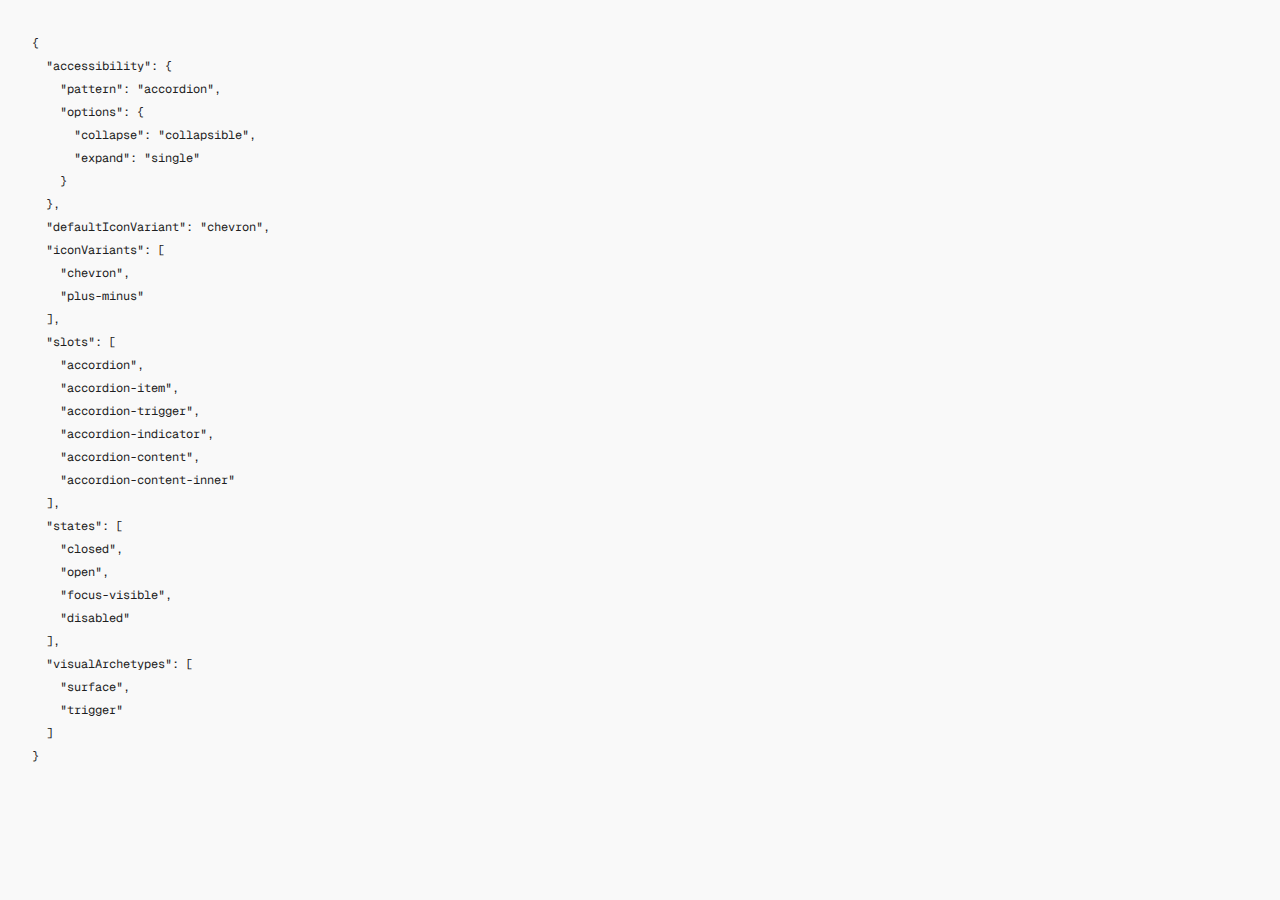 {
  "accessibility": {
    "pattern": "accordion",
    "options": {
      "collapse": "collapsible",
      "expand": "single"
    }
  },
  "defaultIconVariant": "chevron",
  "iconVariants": [
    "chevron",
    "plus-minus"
  ],
  "slots": [
    "accordion",
    "accordion-item",
    "accordion-trigger",
    "accordion-indicator",
    "accordion-content",
    "accordion-content-inner"
  ],
  "states": [
    "closed",
    "open",
    "focus-visible",
    "disabled"
  ],
  "visualArchetypes": [
    "surface",
    "trigger"
  ]
}